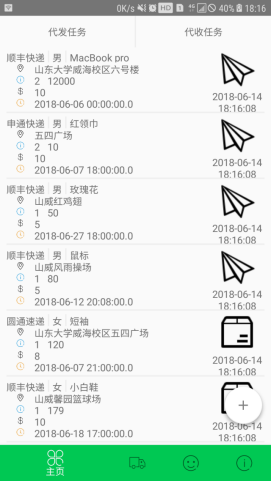 0K/s HD 1 40% 18:16
代发任务 代收任务
顺丰快递 男 MacBook pro
山东大学威海校区六号楼
2 12000
10
2018-06-06 00:00:00.0
2018-06-14
18:16:08
申通快递 男 红领巾
五四广场
2 10
10
2018-06-07 18:00:00.0
2018-06-14
18:16:08
顺丰快递 男 玫瑰花
山威红鸡翅
1 50
5
2018-06-27 18:00:00.0
2018-06-14
18:16:08
顺丰快递 男 鼠标
山威风雨操场
1 80
5
2018-06-12 20:08:00.0
2018-06-14
18:16:08
圆通速递 女 短袖
山东大学威海校区五四广场
1 120
8
2018-06-07 21:00:00.0
2018-06-14
18:16:08
顺丰快递 女 小白鞋
山威馨园篮球场
1 179
10
2018-06-18 17:00:00.0
2018-06-14
18:16:08
主页